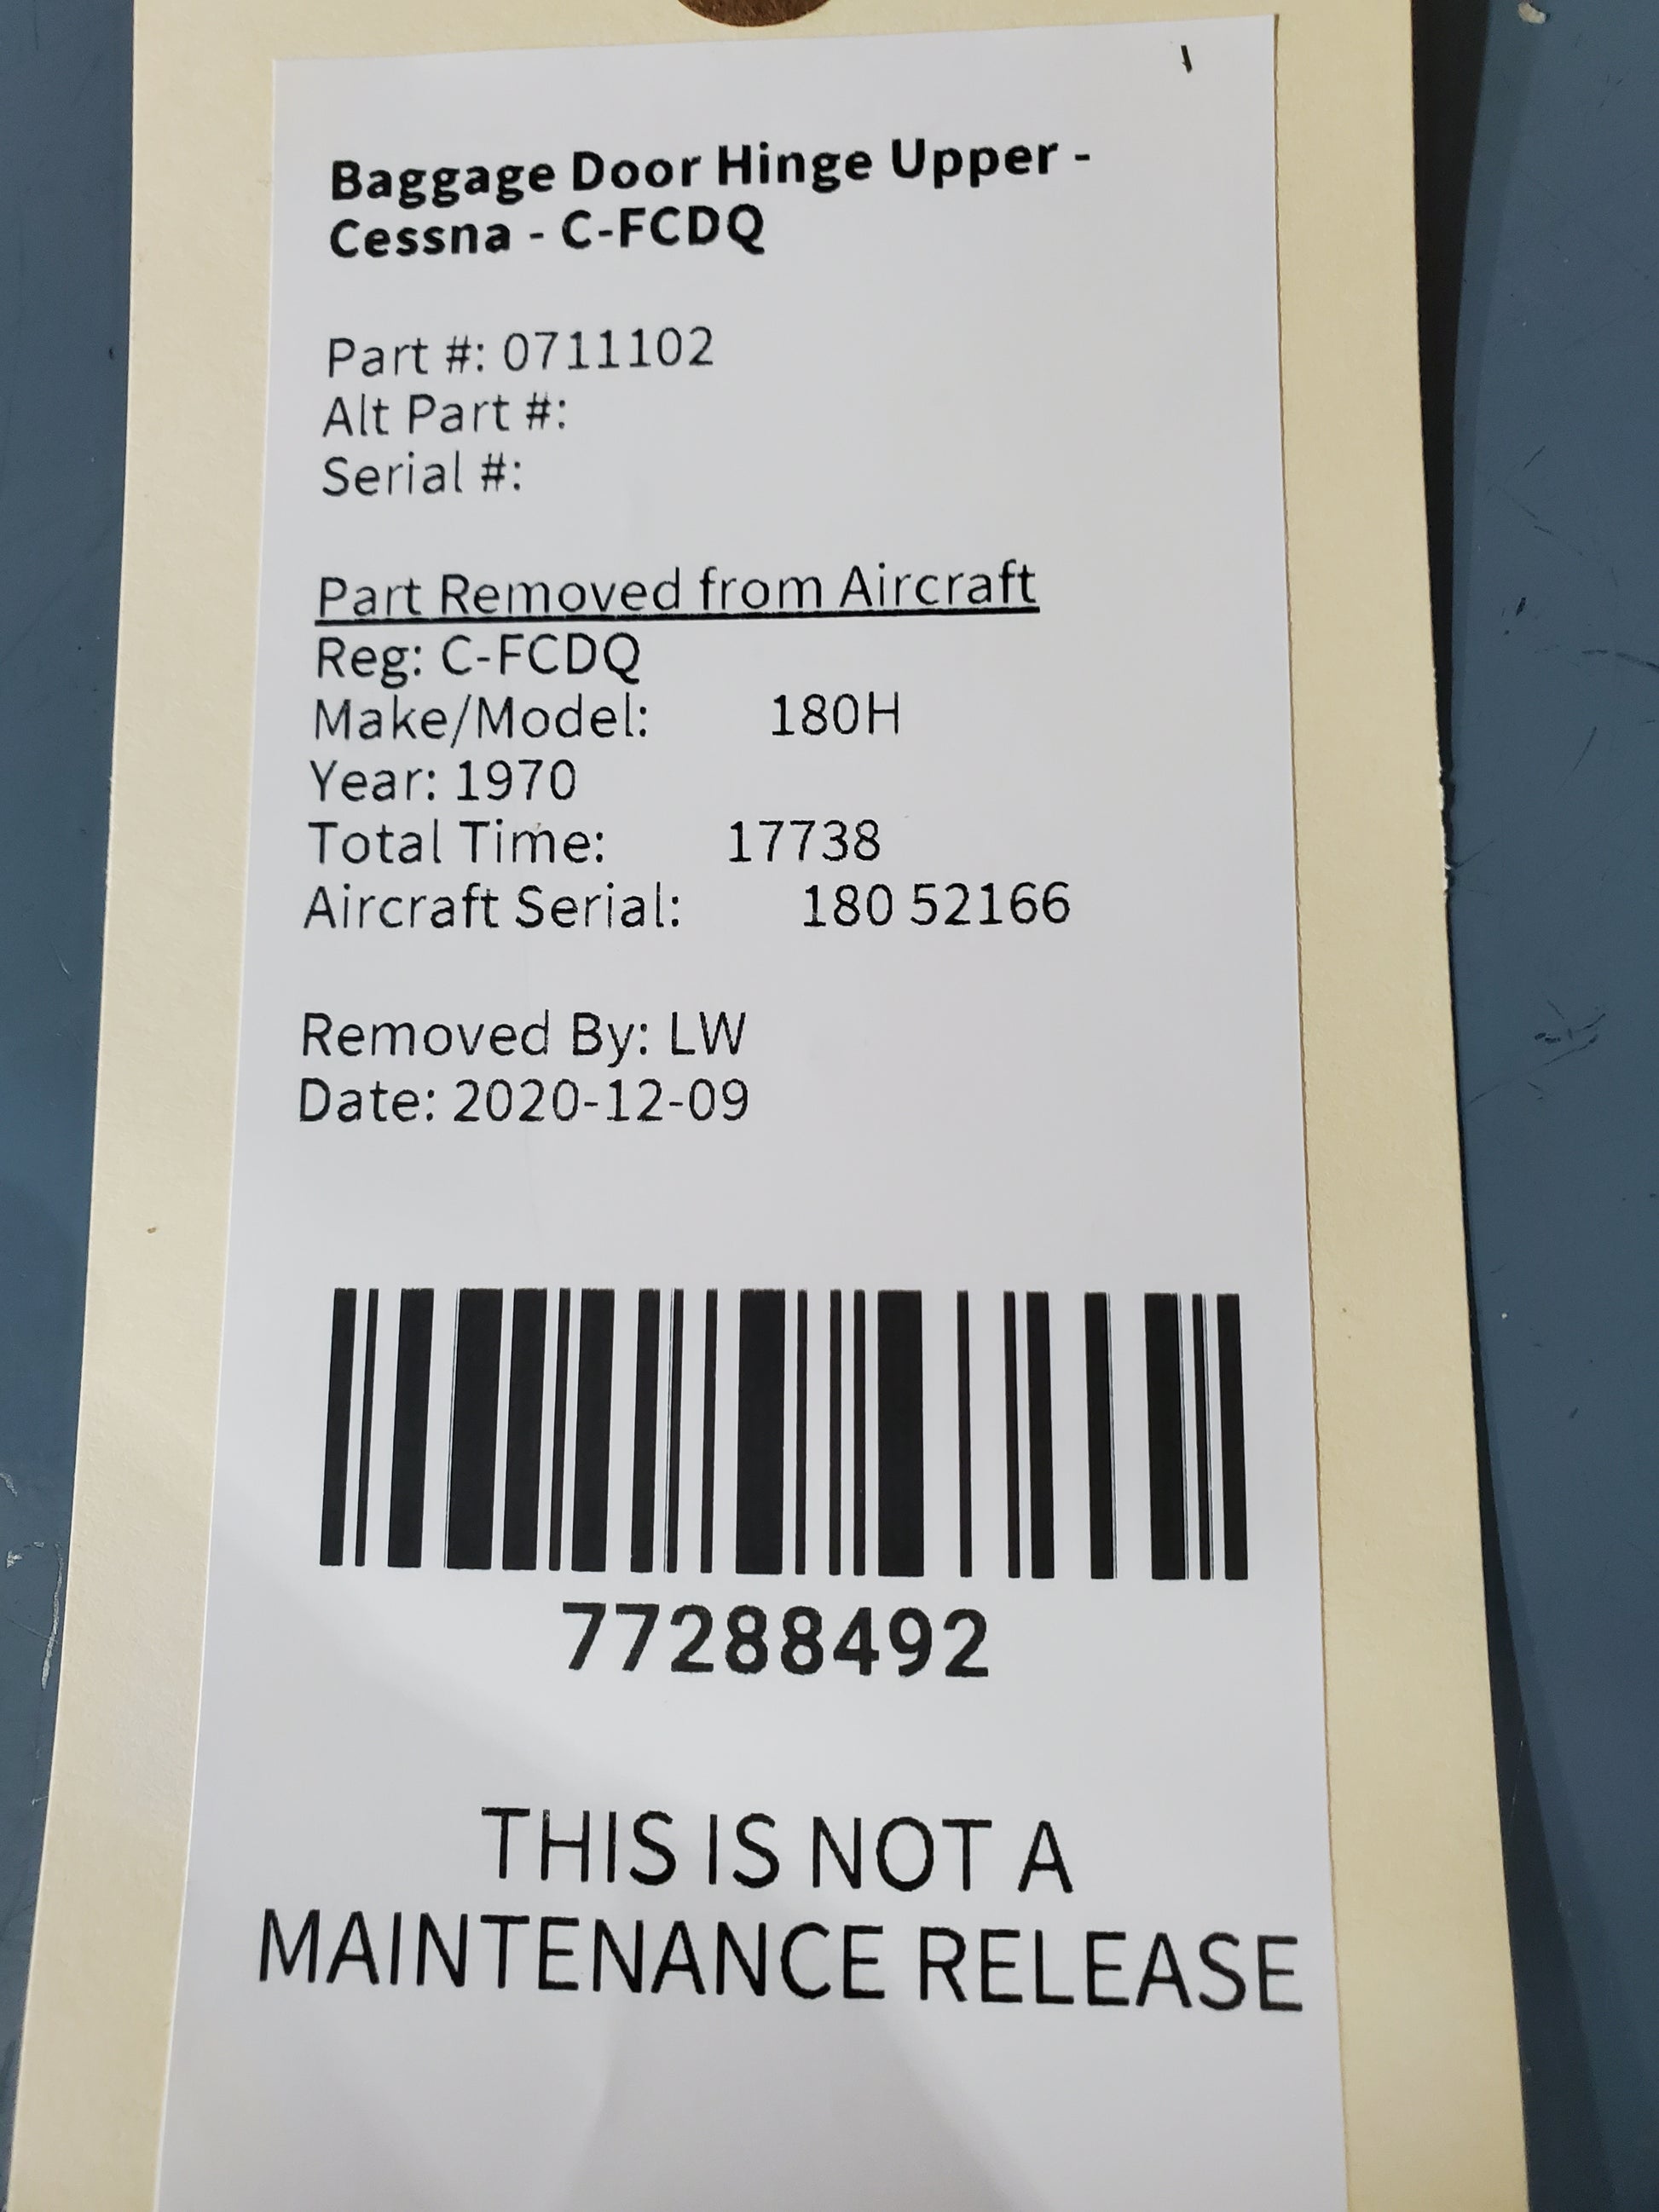 Baggage Door Hinge Upper -
Cessna - C-FCDQ
Part #: 0711102
Alt Part #:
Serial #:
Part Removed from Aircraft
Reg: C-FCDQ
Make/Model: 180H
Year: 1970
Total Time: 17738
Aircraft Serial: 180 52166
Removed By: LW
Date: 2020-12-09
77288492
THIS IS NOT A
MAINTENANCE RELEASE